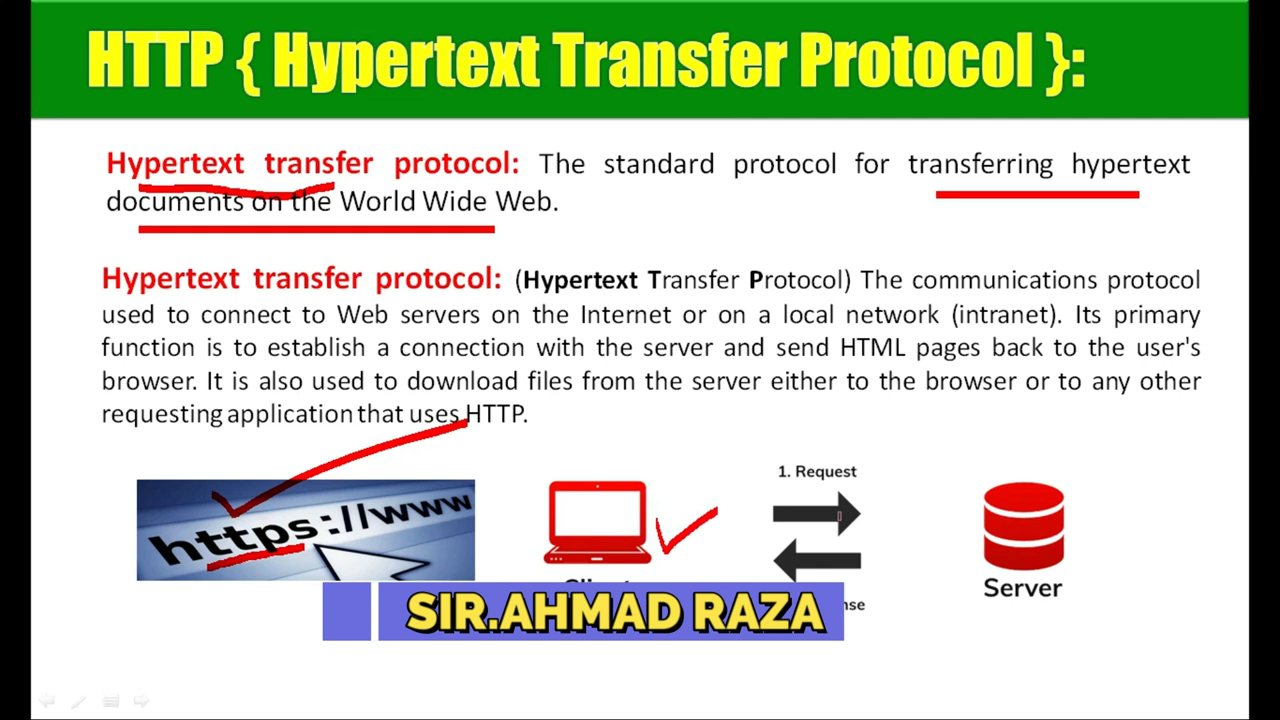 HTTP { Hypertext Transfer Protocol }:
Hypertext transfer protocol: The standard protocol for transferring hypertext
documents on the World Wide Web.
Hypertext transfer protocol: (Hypertext Transfer Protocol) The communications protocol
used to connect to Web servers on the Internet or on a local network (intranet). Its primary
function is to establish a connection with the server and send HTML pages back to the user's
browser. It is also used to download files from the server either to the browser or to any other
requesting application that uses HTTP.
https://www
1. Request
Server
SIR.AHMAD RAZA